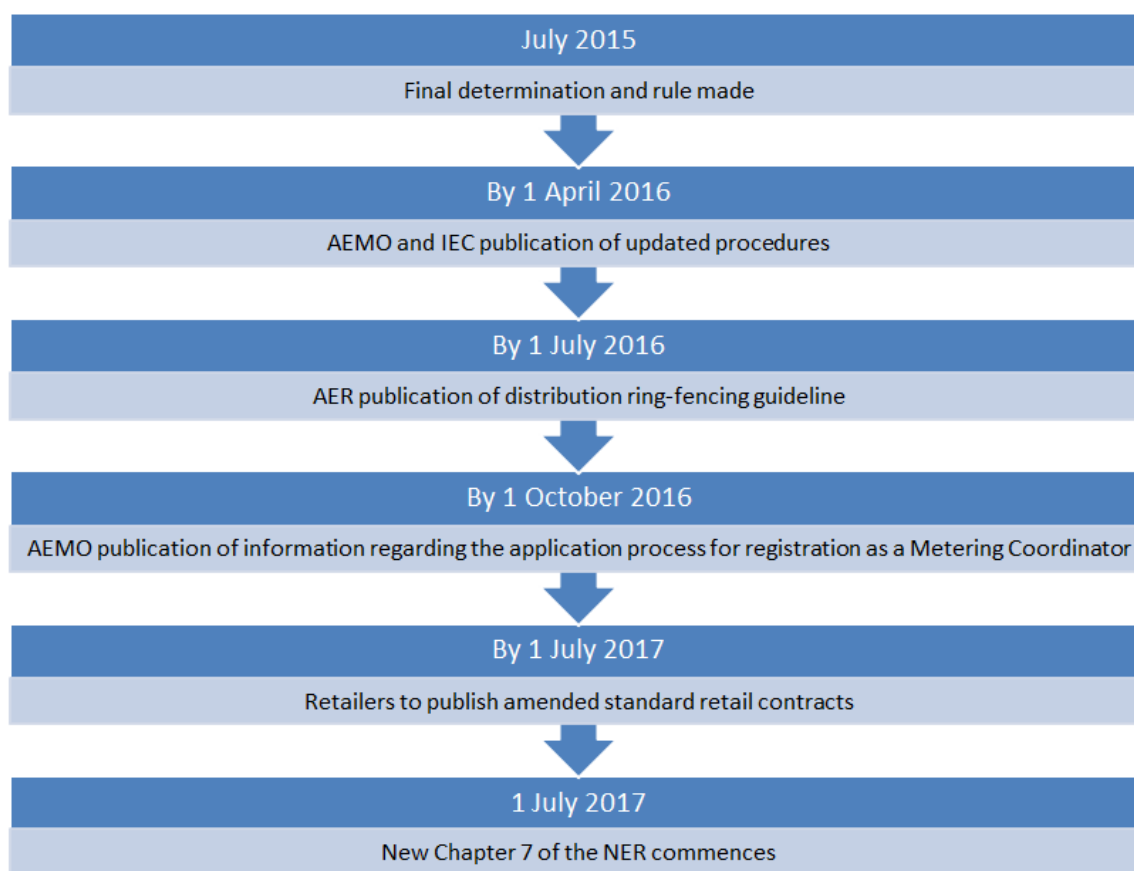 July 2015
Final determination and rule made
By 1 April 2016
AEMO and IEC publication of updated procedures
By 1 July 2016
AER publication of distribution ring-fencing guideline
By 1 October 2016
AEMO publication of information regarding the application process for registration as a Metering Coordinator
By 1 July 2017
Retailers to publish amended standard retail contracts
1 July 2017
New Chapter 7 of the NER commences